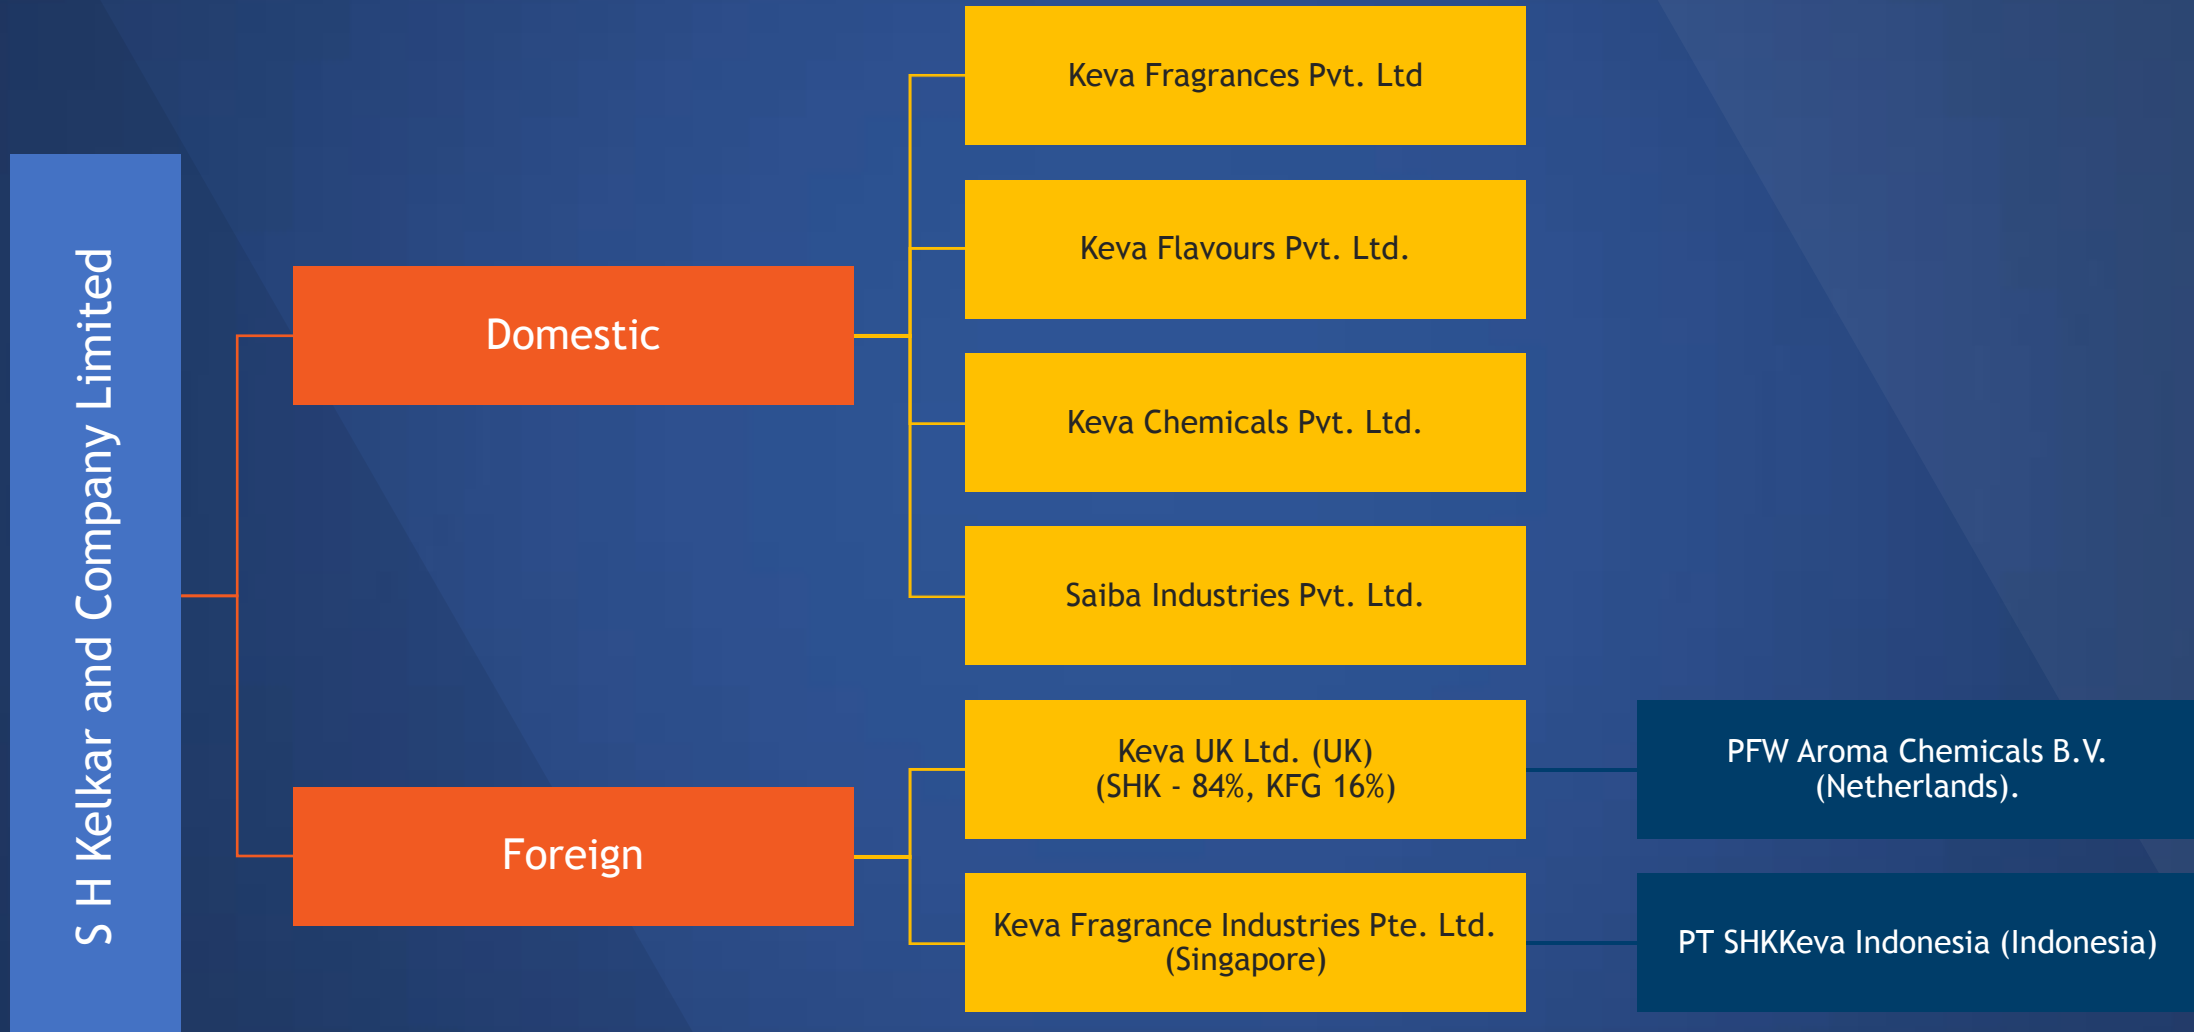 S H Kelkar and Company Limited
Domestic
Keva Fragrances Pvt. Ltd
Keva Flavours Pvt. Ltd.
Keva Chemicals Pvt. Ltd.
Saiba Industries Pvt. Ltd.
Foreign
Keva UK Ltd. (UK)
(SHK - 84%, KFG 16%)
PFW Aroma Chemicals B.V.
(Netherlands).
Keva Fragrance Industries Pte. Ltd.
(Singapore)
PT SHKKeva Indonesia (Indonesia)